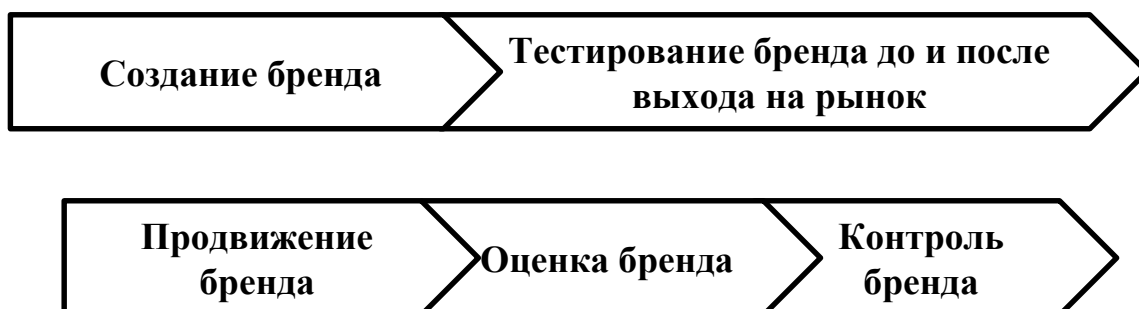 Создание бренда
Тестирование бренда до и после
выхода на рынок
Продвижение
бренда
Оценка бренда
Контроль
бренда